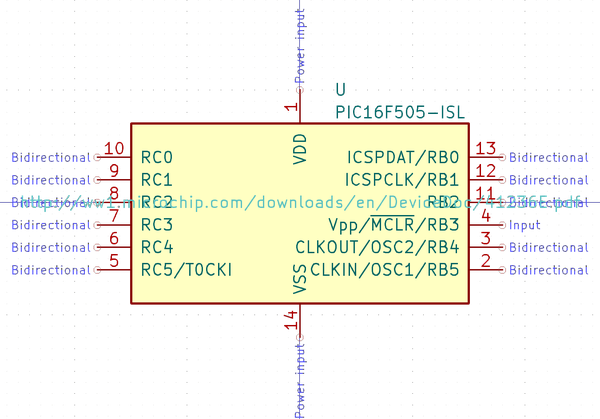 Power input
U
1
PIC16F505-ISL
VDD
Bidirectional 10 RC0 ICSPDAT/RB0 13 Bidirectional
Bidirectional 9 RC1 ICSPCLK/RB1 12 Bidirectional
Bidirectional 8 RC2 RB2 11 Bidirectional
http://ww1.microchip.com/downloads/en/DeviceDoc/41236E.pdf
Bidirectional 7 RC3 Vpp/MCLR/RB3 4 Input
Bidirectional 6 RC4 CLKOUT/OSC2/RB4 3 Bidirectional
Bidirectional 5 RC5/T0CKI CLKIN/OSC1/RB5 2 Bidirectional
VSS
14
Power input